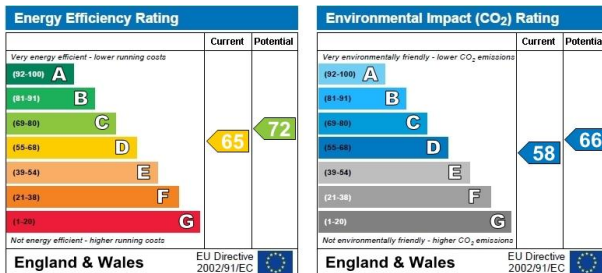 Energy Efficiency Rating
Current Potential
Very energy efficient - lower running costs
(92-100) A
(81-91) B
(69-80) C
(55-68) D
(39-54) E
(21-38) F
(1-20) G
65
72
Not energy efficient - higher running costs
England & Wales
EU Directive
2002/91/EC
Environmental Impact (CO₂) Rating
Current Potential
Very environmentally friendly - lower CO₂ emissions
(92-100) A
(81-91) B
(69-80) C
(55-68) D
(39-54) E
(21-38) F
(1-20) G
58
66
Not environmentally friendly - higher CO₂ emissions
England & Wales
EU Directive
2002/91/EC